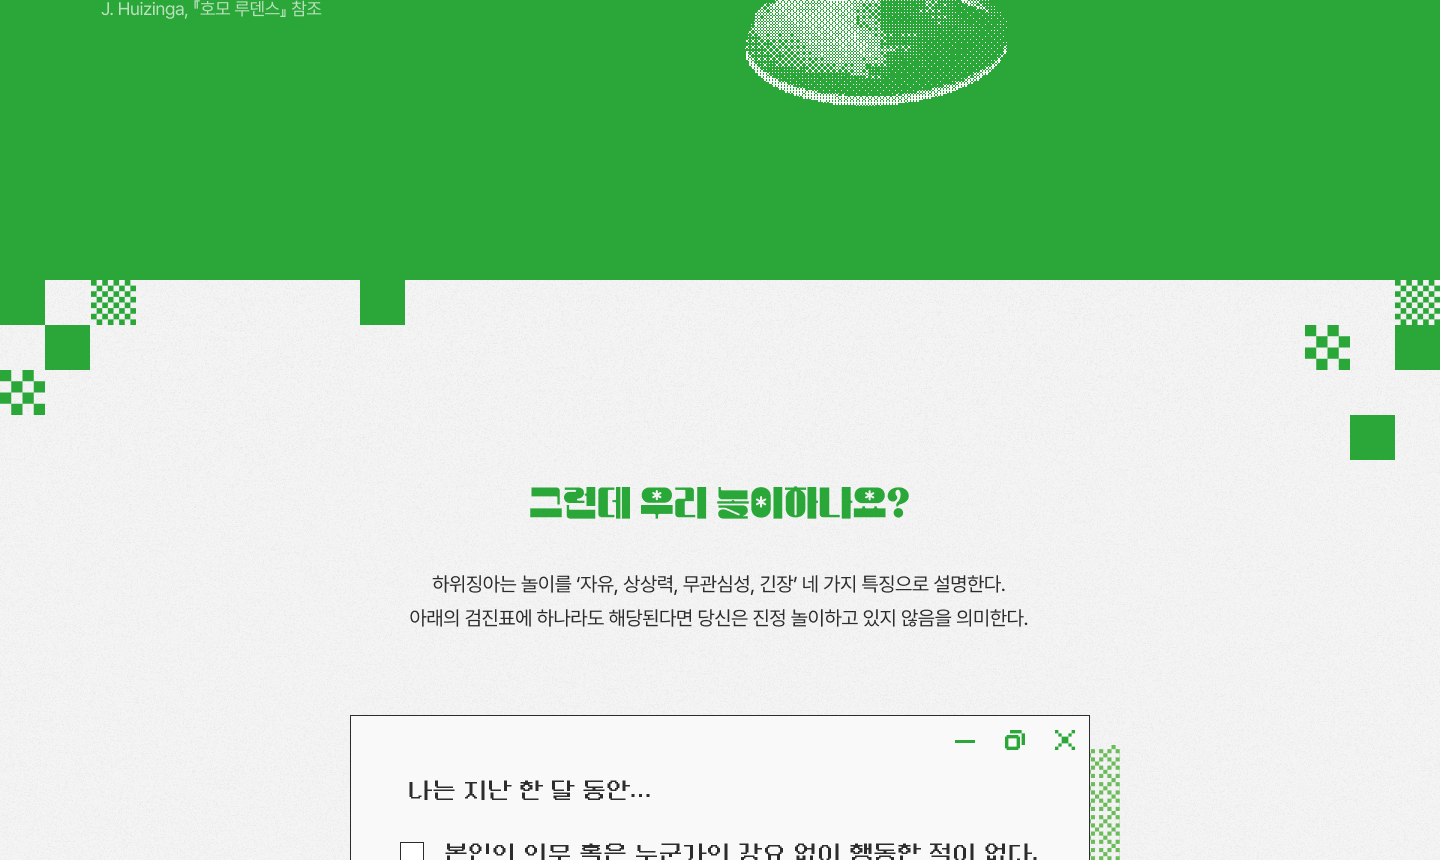 J. Huizinga, 『호모 루덴스』 참조
그런데 우리 놀이하나요?
하위징아는 놀이를 ‘자유, 상상력, 무관심성, 긴장’ 네 가지 특징으로 설명한다.
아래의 검진표에 하나라도 해당된다면 당신은 진정 놀이하고 있지 않음을 의미한다.
나는 지난 한 달 동안...
본인의 의무 혹은 누군가의 강요 없이 행동한 적이 없다.